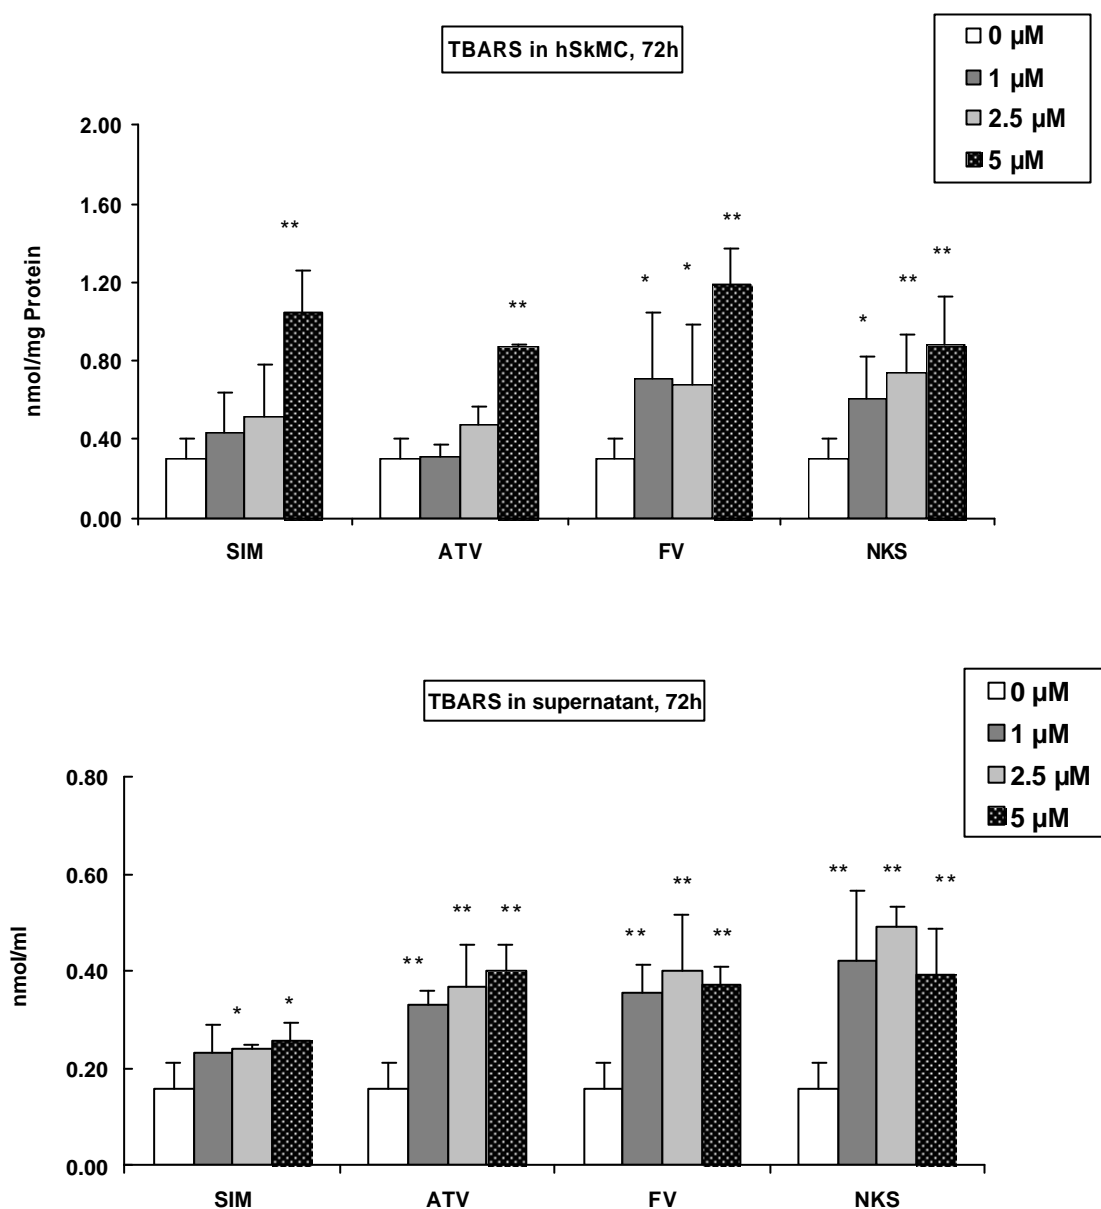 TBARS in hSkMC, 72h
0 µM
1 µM
2.5 µM
5 µM
nmol/mg Protein
2.00
1.60
1.20
0.80
0.40
0.00
**
**
* * **
* ** **
SIM ATV FV NKS
TBARS in supernatant, 72h
0 µM
1 µM
2.5 µM
5 µM
nmol/ml
0.80
0.60
0.40
0.20
0.00
* *
** ** **
** ** **
** ** **
SIM ATV FV NKS